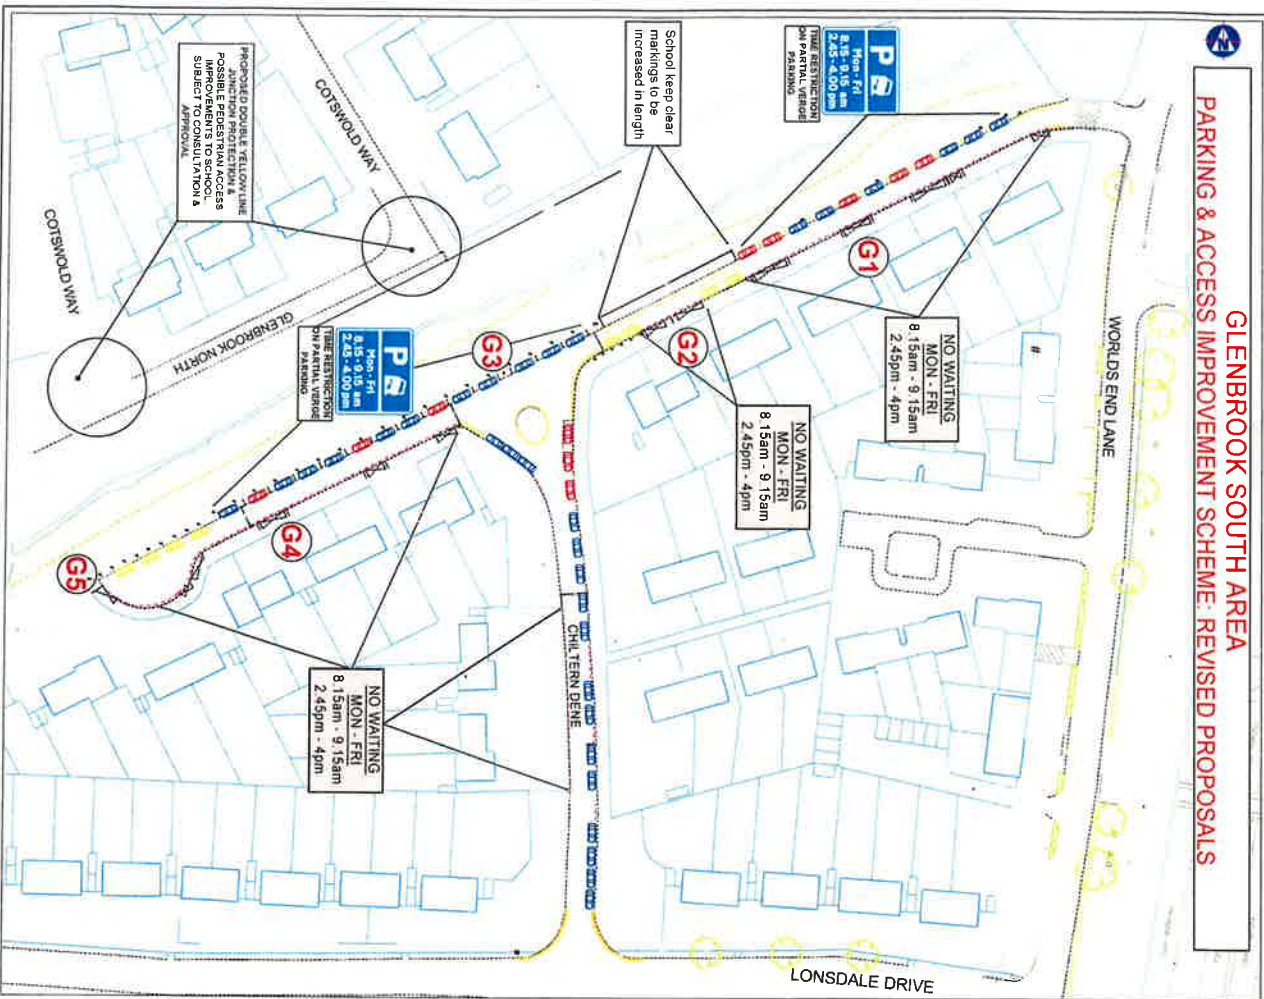 GLENBROOK SOUTH AREA
PARKING & ACCESS IMPROVEMENT SCHEME: REVISED PROPOSALS
N
P
Mon - Fri
8.15 - 9.15 am
2.45 - 4.00 pm
TIME RESTRICTION
ON PARTIAL VERGE
PARKING
School keep clear
markings to be
increased in length
G1
NO WAITING
MON - FRI
8.15am - 9.15am
2.45pm - 4pm
WORLDS END LANE
COTSWOLD WAY
PROPOSED DOUBLE YELLOW LINE
JUNCTION PROTECTION &
POSSIBLE PEDESTRIAN ACCESS
IMPROVEMENTS TO SCHOOL.
SUBJECT TO CONSULTATION &
APPROVAL
COTSWOLD WAY
GLENBROOK NORTH
G2
NO WAITING
MON - FRI
8.15am - 9.15am
2.45pm - 4pm
G3
P
Mon - Fri
8.15 - 9.15 am
2.45 - 4.00 pm
TIME RESTRICTION
ON PARTIAL VERGE
PARKING
G4
G5
CHILTERN DENE
NO WAITING
MON - FRI
8.15am - 9.15am
2.45pm - 4pm
LONSDALE DRIVE